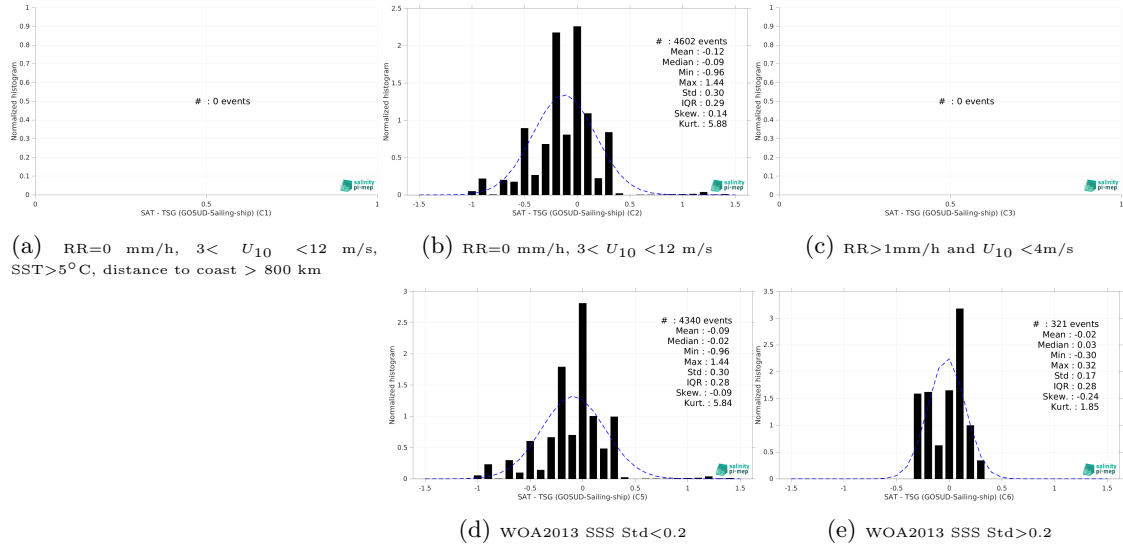 1
0.9
0.8
0.7
0.6
0.5
0.4
0.3
0.2
0.1
0
Normalized histogram
# : 0 events
salinity
pi-mep
0 0.5 1
SAT - TSG (GOSUD-Sailing-ship) (C1)
(a) RR=0 mm/h, 3< U10 <12 m/s,
SST>5°C, distance to coast > 800 km
2.5
2
1.5
1
0.5
0
Normalized histogram
# : 4602 events
Mean : -0.12
Median : -0.09
Min : -0.96
Max : 1.44
Std : 0.30
IQR : 0.29
Skew. : 0.14
Kurt. : 5.88
salinity
pi-mep
-1.5 -1 -0.5 0 0.5 1 1.5
SAT - TSG (GOSUD-Sailing-ship) (C2)
(b) RR=0 mm/h, 3< U10 <12 m/s
1
0.9
0.8
0.7
0.6
0.5
0.4
0.3
0.2
0.1
0
Normalized histogram
# : 0 events
salinity
pi-mep
0 0.5 1
SAT - TSG (GOSUD-Sailing-ship) (C3)
(c) RR>1mm/h and U10 <4m/s
3
2.5
2
1.5
1
0.5
0
Normalized histogram
# : 4340 events
Mean : -0.09
Median : -0.02
Min : -0.96
Max : 1.44
Std : 0.30
IQR : 0.28
Skew. : -0.09
Kurt. : 5.84
salinity
pi-mep
-1.5 -1 -0.5 0 0.5 1 1.5
SAT - TSG (GOSUD-Sailing-ship) (C5)
(d) WOA2013 SSS Std<0.2
3.5
3
2.5
2
1.5
1
0.5
0
Normalized histogram
# : 321 events
Mean : -0.02
Median : 0.03
Min : -0.30
Max : 0.32
Std : 0.17
IQR : 0.28
Skew. : -0.24
Kurt. : 1.85
salinity
pi-mep
-1.5 -1 -0.5 0 0.5 1 1.5
SAT - TSG (GOSUD-Sailing-ship) (C6)
(e) WOA2013 SSS Std>0.2